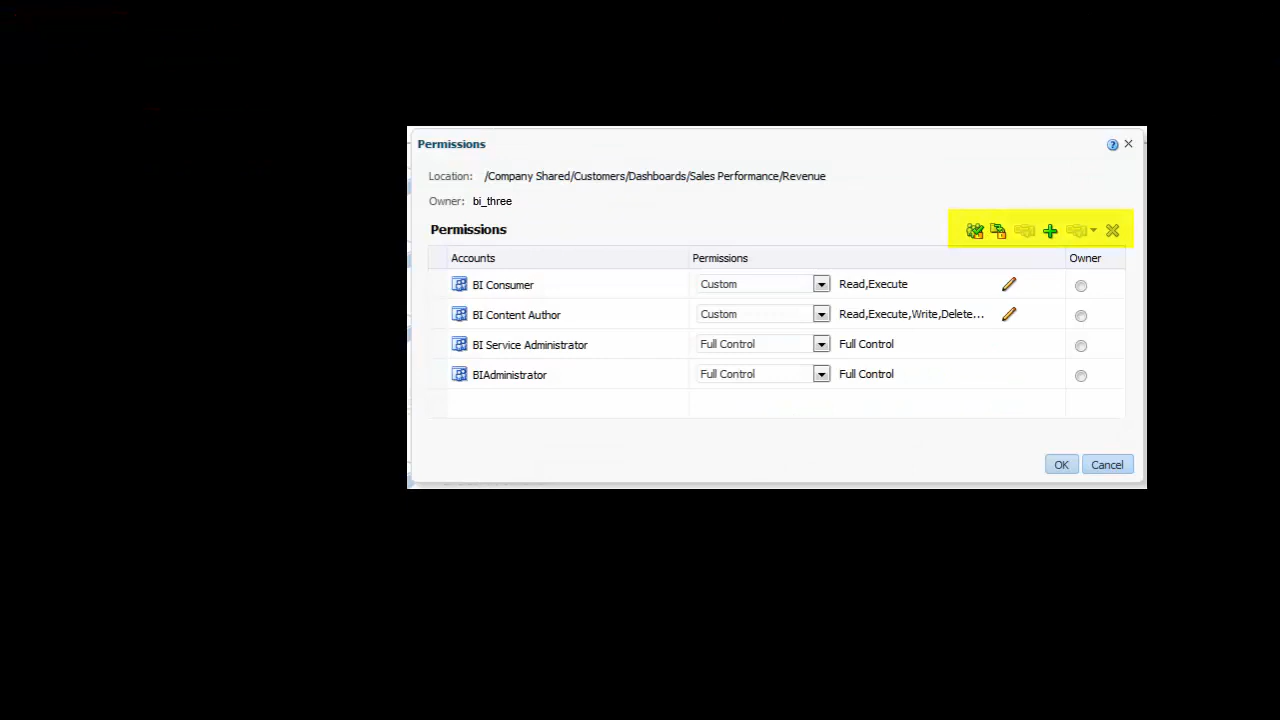 Permissions
Location: /Company Shared/Customers/Dashboards/Sales Performance/Revenue
Owner: bi_three
Permissions
Accounts Permissions Owner
BI Consumer Custom Read,Execute
BI Content Author Custom Read,Execute,Write,Delete...
BI Service Administrator Full Control Full Control
BIAdministrator Full Control Full Control
OK Cancel